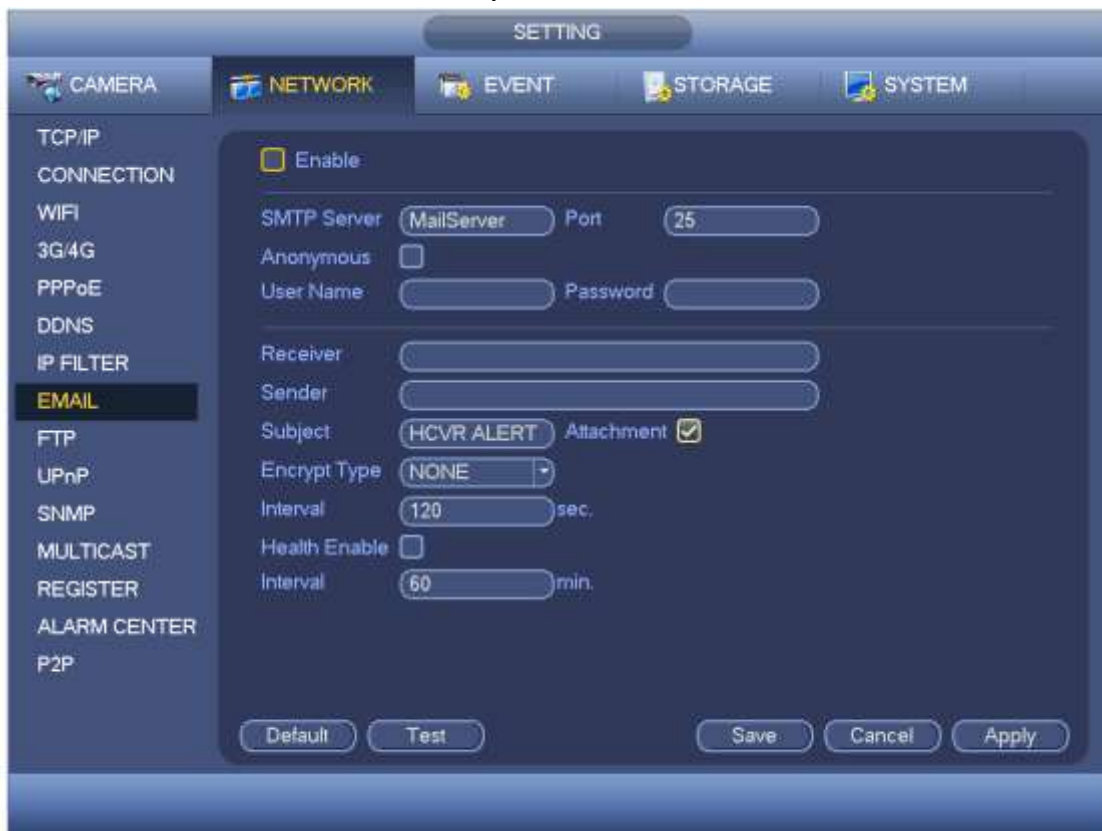 SETTING
CAMERA NETWORK EVENT STORAGE SYSTEM
TCP/IP
CONNECTION
WIFI
3G/4G
PPPoE
DDNS
IP FILTER
EMAIL
FTP
UPnP
SNMP
MULTICAST
REGISTER
ALARM CENTER
P2P
Enable
SMTP Server MailServer Port 25
Anonymous
User Name Password
Receiver
Sender
Subject HCVR ALERT Attachment
Encrypt Type NONE
Interval 120 sec.
Health Enable
Interval 60 min.
Default Test Save Cancel Apply